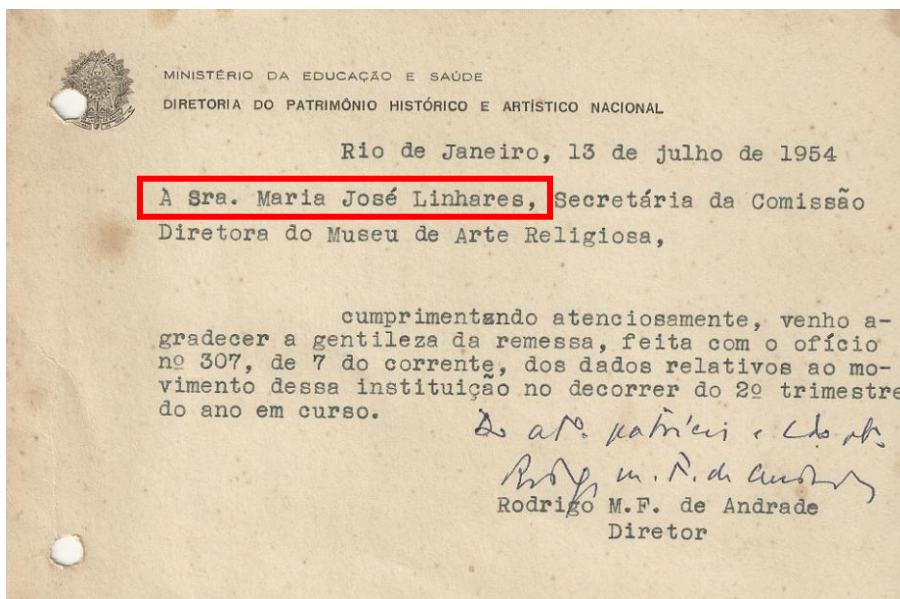 MINISTÉRIO DA EDUCAÇÃO E SAÚDE
DIRETORIA DO PATRIMÔNIO HISTÓRICO E ARTÍSTICO NACIONAL
Rio de Janeiro, 13 de julho de 1954
À Sra. Maria José Linhares, Secretária da Comissão
Diretora do Museu de Arte Religiosa,
cumprimentando atenciosamente, venho a-
gradecer a gentileza da remessa, feita com o ofício
nº 307, de 7 do corrente, dos dados relativos ao mo-
vimento dessa instituição no decorrer do 2º trimestre
do ano em curso.
Do atº. patrício e
Rodrigo M.F. de Andrade
Diretor